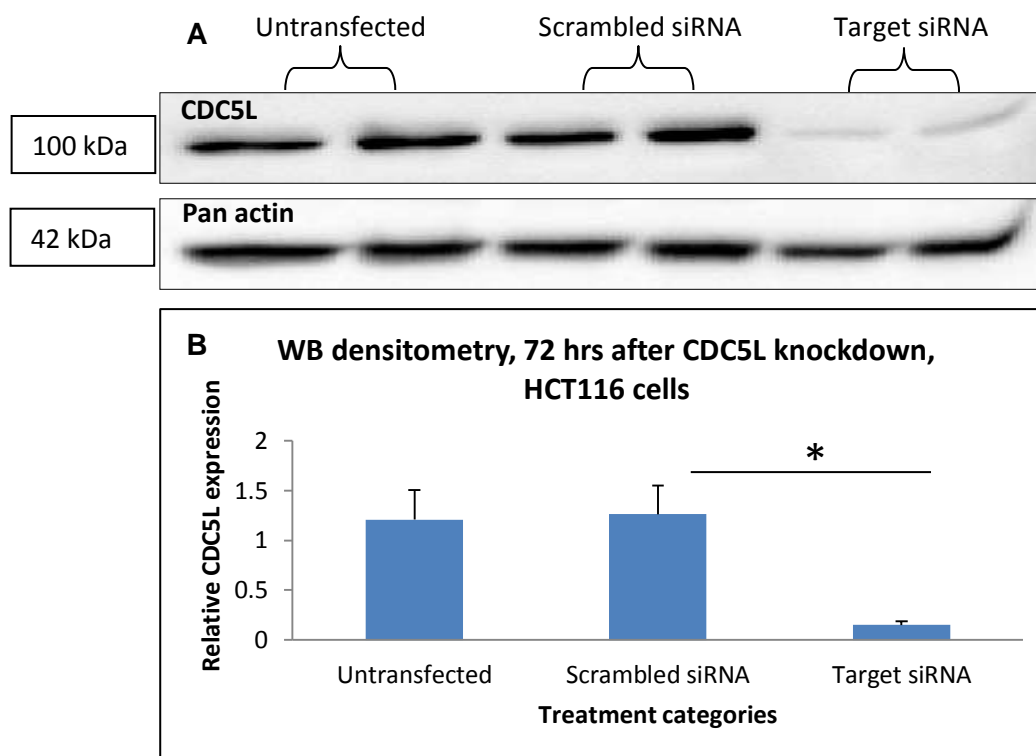 A
Untransfected Scrambled siRNA Target siRNA
CDC5L
100 kDa
Pan actin
42 kDa
B
WB densitometry, 72 hrs after CDC5L knockdown,
HCT116 cells
Relative CDC5L expression
2
1.5
1
0.5
0
*
Untransfected Scrambled siRNA Target siRNA
Treatment categories